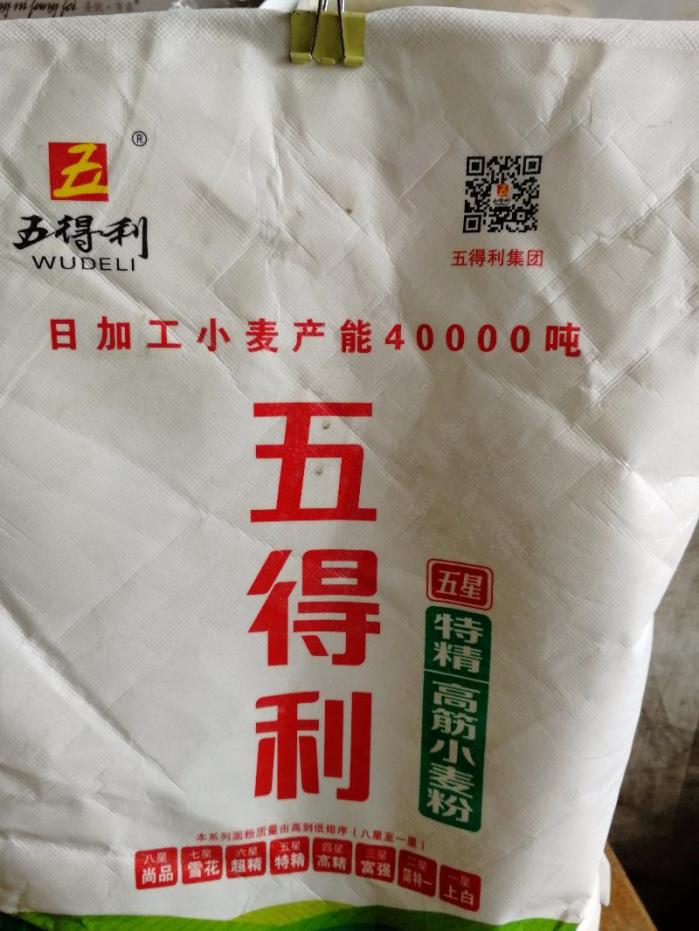 五
®
五得利
WUDELI
五得利集团
日加工小麦产能40000吨
五得利
五星
特精
高筋小麦粉
本系列面粉质量由高到低排序（八星至一星）
八星 尚品
七星 雪花
六星 超精
五星 特精
四星 高精
三星 富强
二星 简特一
一星 上白